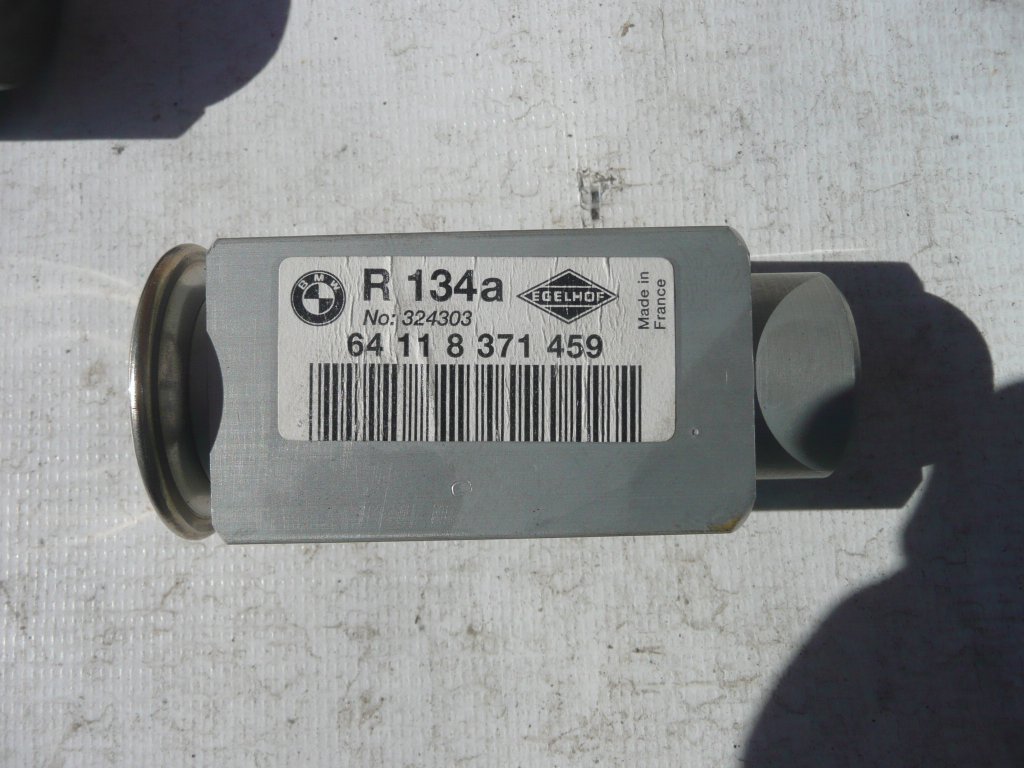 BMW R 134a EGELHOF
No: 324303
64 11 8 371 459
Made in
France